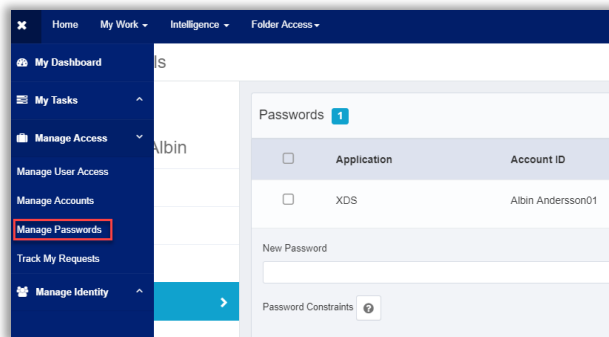 Home My Work Intelligence Folder Access
My Dashboard
ls
My Tasks
Passwords 1
Manage Access
Albin
Application Account ID
Manage User Access
Manage Accounts
XDS Albin Andersson01
Manage Passwords
New Password
Track My Requests
Manage Identity
Password Constraints ?